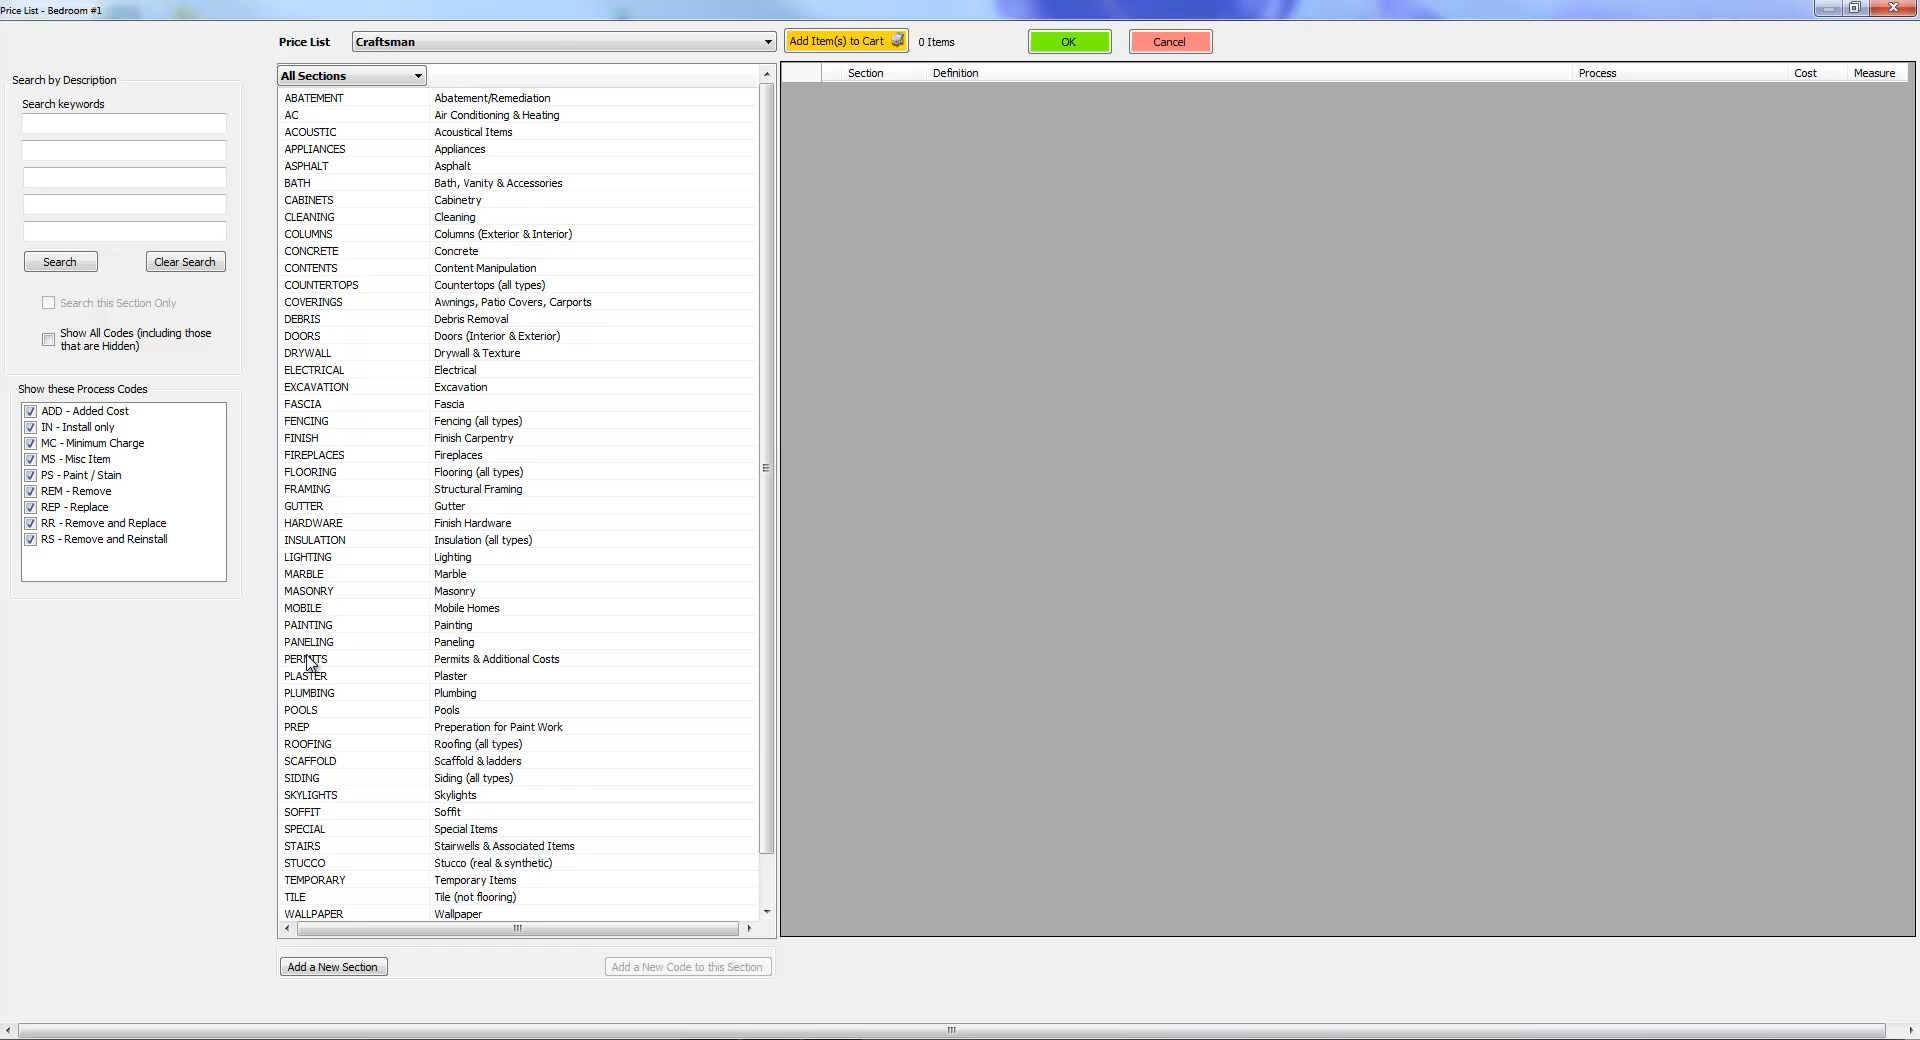 Price List - Bedroom #1
Price List
Craftsman
Add Item(s) to Cart
0 Items
OK
Cancel
Search by Description
Search keywords
Search
Clear Search
Search this Section Only
Show All Codes (including those
that are Hidden)
Show these Process Codes
ADD - Added Cost
IN - Install only
MC - Minimum Charge
MS - Misc Item
PS - Paint / Stain
REM - Remove
REP - Replace
RR - Remove and Replace
RS - Remove and Reinstall
All Sections
ABATEMENT Abatement/Remediation
AC Air Conditioning & Heating
ACOUSTIC Acoustical Items
APPLIANCES Appliances
ASPHALT Asphalt
BATH Bath, Vanity & Accessories
CABINETS Cabinetry
CLEANING Cleaning
COLUMNS Columns (Exterior & Interior)
CONCRETE Concrete
CONTENTS Content Manipulation
COUNTERTOPS Countertops (all types)
COVERINGS Awnings, Patio Covers, Carports
DEBRIS Debris Removal
DOORS Doors (Interior & Exterior)
DRYWALL Drywall & Texture
ELECTRICAL Electrical
EXCAVATION Excavation
FASCIA Fascia
FENCING Fencing (all types)
FINISH Finish Carpentry
FIREPLACES Fireplaces
FLOORING Flooring (all types)
FRAMING Structural Framing
GUTTER Gutter
HARDWARE Finish Hardware
INSULATION Insulation (all types)
LIGHTING Lighting
MARBLE Marble
MASONRY Masonry
MOBILE Mobile Homes
PAINTING Painting
PANELING Paneling
PERMITS Permits & Additional Costs
PLASTER Plaster
PLUMBING Plumbing
POOLS Pools
PREP Preperation for Paint Work
ROOFING Roofing (all types)
SCAFFOLD Scaffold & ladders
SIDING Siding (all types)
SKYLIGHTS Skylights
SOFFIT Soffit
SPECIAL Special Items
STAIRS Stairwells & Associated Items
STUCCO Stucco (real & synthetic)
TEMPORARY Temporary Items
TILE Tile (not flooring)
WALLPAPER Wallpaper
Add a New Section
Add a New Code to this Section
Section Definition Process Cost Measure